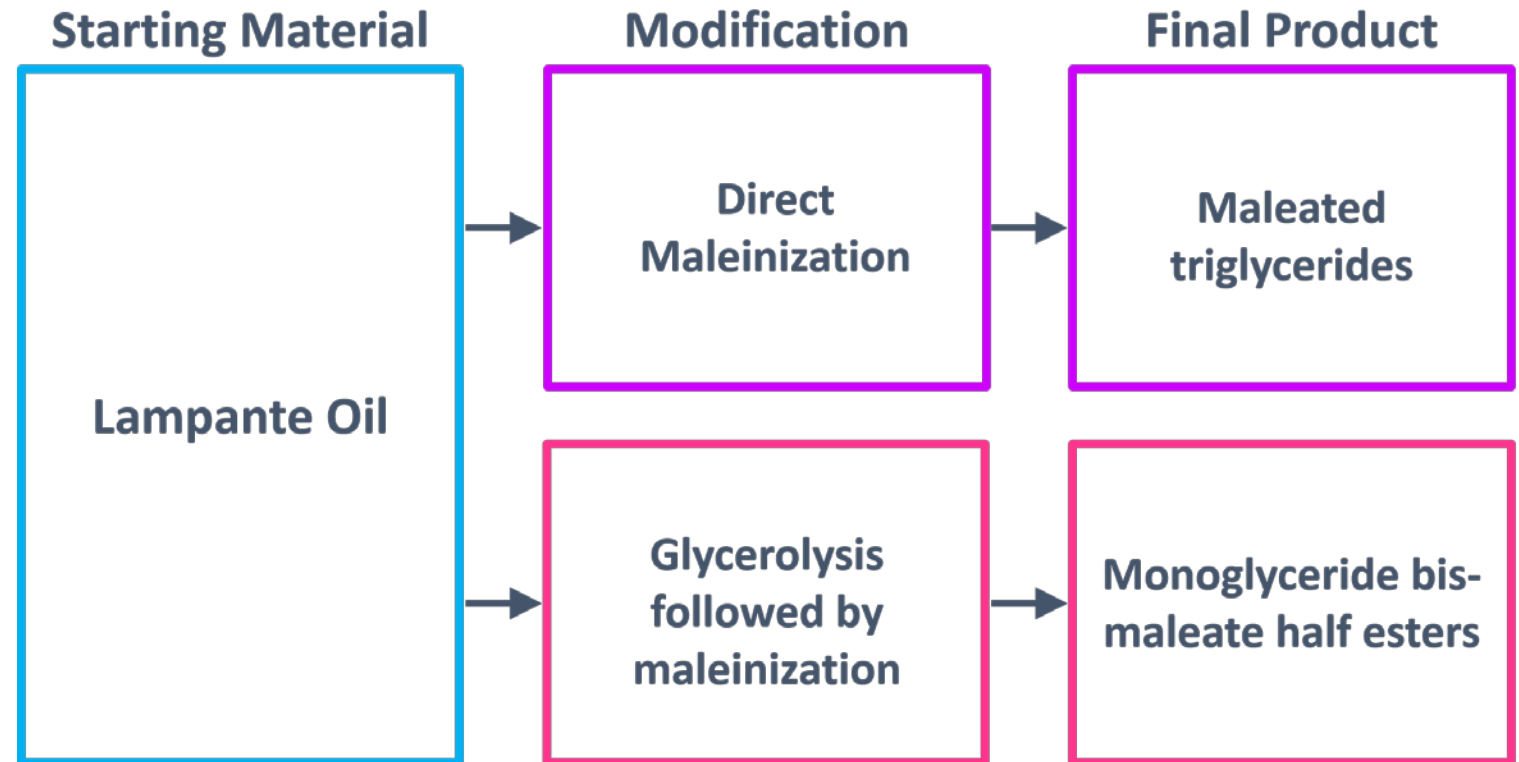 Starting Material
Modification
Final Product
Lampante Oil
Direct
Maleinization
Maleated
triglycerides
Glycerolysis
followed by
maleinization
Monoglyceride bis-
maleate half esters